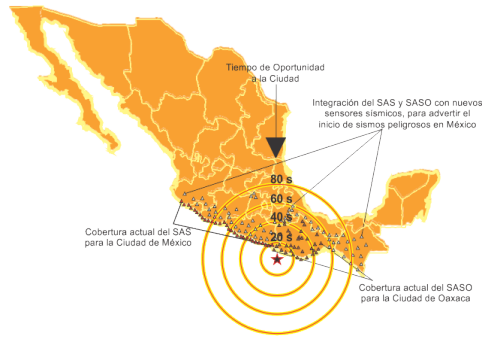 Tiempo de Oportunidad
a la Ciudad
Integración del SAS y SASO con nuevos
sensores sísmicos, para advertir el
inicio de sismos peligrosos en México
80 s
60 s
40 s
20 s
Cobertura actual del SAS
para la Ciudad de México
Cobertura actual del SASO
para la Ciudad de Oaxaca